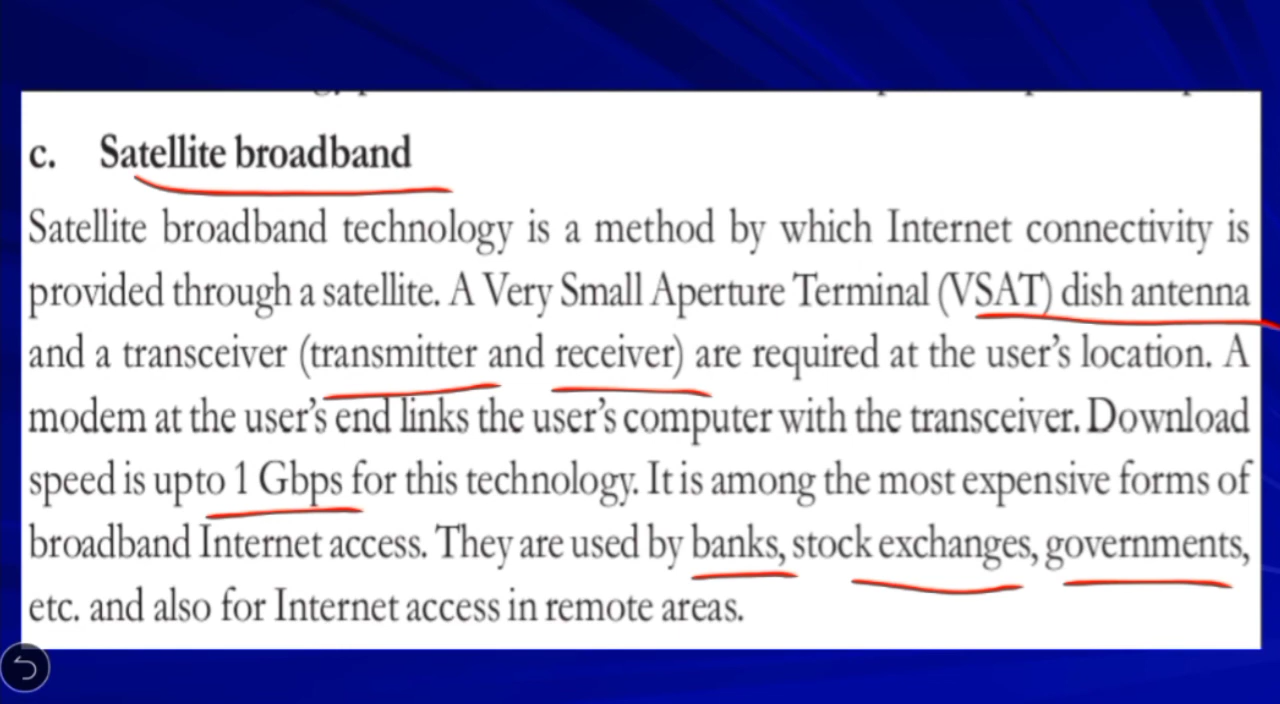 c. Satellite broadband
Satellite broadband technology is a method by which Internet connectivity is
provided through a satellite. A Very Small Aperture Terminal (VSAT) dish antenna
and a transceiver (transmitter and receiver) are required at the user’s location. A
modem at the user’s end links the user’s computer with the transceiver. Download
speed is upto 1 Gbps for this technology. It is among the most expensive forms of
broadband Internet access. They are used by banks, stock exchanges, governments,
etc. and also for Internet access in remote areas.